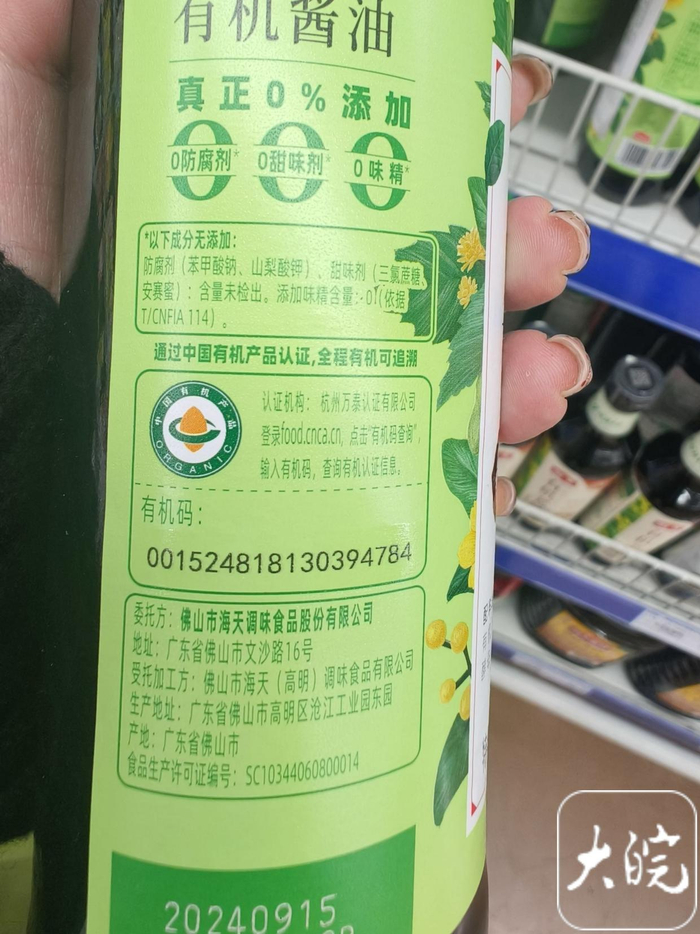 有机酱油
真正0%添加
0防腐剂* 0甜味剂* 0味精*
*以下成分无添加：
防腐剂（苯甲酸钠、山梨酸钾）、甜味剂（三氯蔗糖、
安赛蜜）：含量未检出。添加味精含量：0（依据
T/CNFIA 114）。
通过中国有机产品认证,全程有机可追溯
中国有机产品
ORGANIC
认证机构： 杭州万泰认证有限公司
登录food.cnca.cn, 点击“有机码查询”,
输入有机码，查询有机认证信息。
有机码：
001524818130394784
委托方：佛山市海天调味食品股份有限公司
地址：广东省佛山市文沙路16号
受托加工方：佛山市海天（高明）调味食品有限公司
生产地址：广东省佛山市高明区沧江工业园东园
产地：广东省佛山市
食品生产许可证编号：SC10344060800014
20240915
大皖